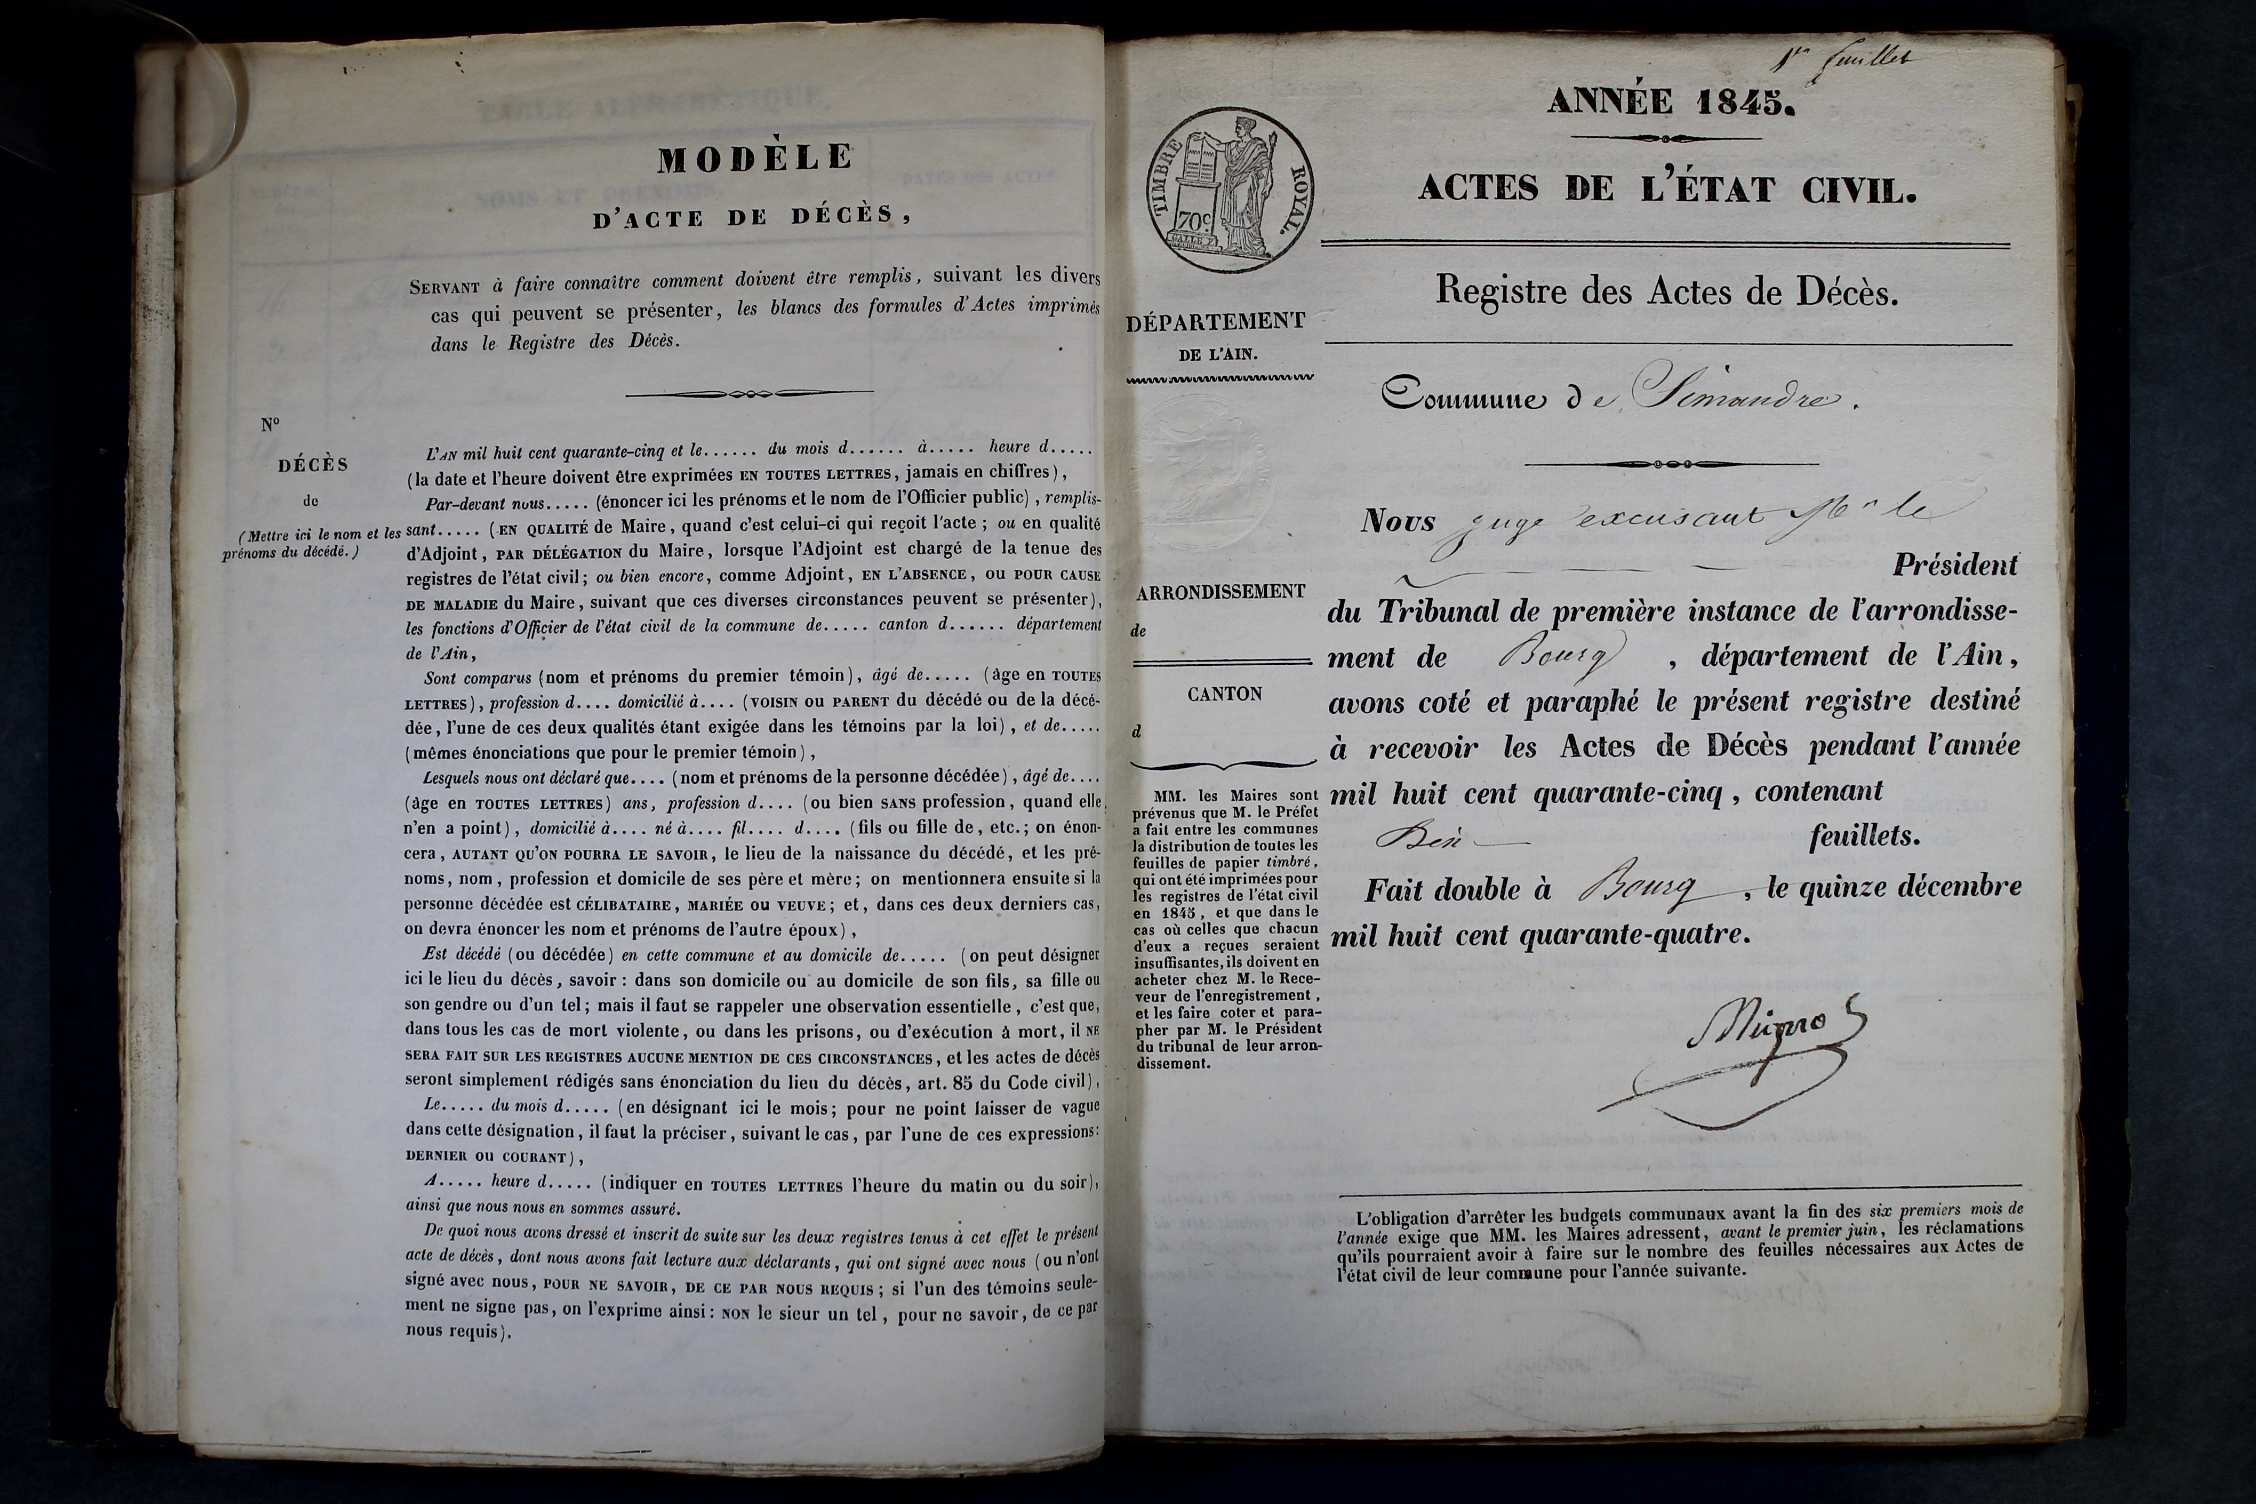 MODÈLE
D'ACTE DE DÉCÈS,
SERVANT à faire connaître comment doivent être remplis, suivant les divers
cas qui peuvent se présenter, les blancs des formules d'Actes imprimés
dans le Registre des Décès.
N°
DÉCÈS
de
(Mettre ici le nom et les
prénoms du décédé.)
L'AN mil huit cent quarante-cinq et le...... du mois d...... à..... heure d.....
(la date et l'heure doivent être exprimées EN TOUTES LETTRES, jamais en chiffres),
Par-devant nous..... (énoncer ici les prénoms et le nom de l'Officier public), remplis-
sant..... (EN QUALITÉ de Maire, quand c'est celui-ci qui reçoit l'acte; ou en qualité
d'Adjoint, PAR DÉLÉGATION du Maire, lorsque l'Adjoint est chargé de la tenue des
registres de l'état civil; ou bien encore, comme Adjoint, EN L'ABSENCE, OU POUR CAUSE
DE MALADIE du Maire, suivant que ces diverses circonstances peuvent se présenter),
les fonctions d'Officier de l'état civil de la commune de..... canton d...... département
de l'Ain,
Sont comparus (nom et prénoms du premier témoin), âgé de..... (âge en TOUTES
LETTRES), profession d.... domicilié à.... (VOISIN OU PARENT du décédé ou de la décé-
dée, l'une de ces deux qualités étant exigée dans les témoins par la loi), et de.....
(mêmes énonciations que pour le premier témoin),
Lesquels nous ont déclaré que.... (nom et prénoms de la personne décédée), âgé de....
(âge en TOUTES LETTRES) ans, profession d.... (ou bien SANS profession, quand elle
n'en a point), domicilié à.... né à.... fil.... d.... (fils ou fille de, etc.; on énon-
cera, AUTANT QU'ON POURRA LE SAVOIR, le lieu de la naissance du décédé, et les pré-
noms, nom, profession et domicile de ses père et mère; on mentionnera ensuite si la
personne décédée est CÉLIBATAIRE, MARIÉE OU VEUVE; et, dans ces deux derniers cas,
on devra énoncer les nom et prénoms de l'autre époux),
Est décédé (ou décédée) en cette commune et au domicile de..... (on peut désigner
ici le lieu du décès, savoir: dans son domicile ou au domicile de son fils, sa fille ou
son gendre ou d'un tel; mais il faut se rappeler une observation essentielle, c'est que,
dans tous les cas de mort violente, ou dans les prisons, ou d'exécution à mort, il NE
SERA FAIT SUR LES REGISTRES AUCUNE MENTION DE CES CIRCONSTANCES, et les actes de décès
seront simplement rédigés sans énonciation du lieu du décès, art. 85 du Code civil),
Le..... du mois d..... (en désignant ici le mois; pour ne point laisser de vague
dans cette désignation, il faut la préciser, suivant le cas, par l'une de ces expressions:
DERNIER OU COURANT),
A..... heure d..... (indiquer en TOUTES LETTRES l'heure du matin ou du soir),
ainsi que nous nous en sommes assuré.
De quoi nous avons dressé et inscrit de suite sur les deux registres tenus à cet effet le présent
acte de décès, dont nous avons fait lecture aux déclarants, qui ont signé avec nous (ou n'ont
signé avec nous, POUR NE SAVOIR, DE CE PAR NOUS REQUIS; si l'un des témoins seule-
ment ne signe pas, on l'exprime ainsi: NON le sieur un tel, pour ne savoir, de ce par
nous requis).
1er feuillet
ANNÉE 1845.
ACTES DE L'ÉTAT CIVIL.
TIMBRE ROYAL.
70c.
Registre des Actes de Décès.
DÉPARTEMENT
DE L'AIN.
Commune de Simandre.
Nous juge excusant Mr le
Président
du Tribunal de première instance de l'arrondisse-
ment de Bourg, département de l'Ain,
avons coté et paraphé le présent registre destiné
à recevoir les Actes de Décès pendant l'année
mil huit cent quarante-cinq, contenant
feuillets.
Fait double à Bourg, le quinze décembre
mil huit cent quarante-quatre.
ARRONDISSEMENT
de
CANTON
d
MM. les Maires sont
prévenus que M. le Préfet
a fait entre les communes
la distribution de toutes les
feuilles de papier timbré,
qui ont été imprimées pour
les registres de l'état civil
en 1845, et que dans le
cas où celles que chacun
d'eux a reçues seraient
insuffisantes, ils doivent en
acheter chez M. le Rece-
veur de l'enregistrement,
et les faire coter et para-
pher par M. le Président
du tribunal de leur arron-
dissement.
L'obligation d'arrêter les budgets communaux avant la fin des six premiers mois de
l'année exige que MM. les Maires adressent, avant le premier juin, les réclamations
qu'ils pourraient avoir à faire sur le nombre des feuilles nécessaires aux Actes de
l'état civil de leur commune pour l'année suivante.